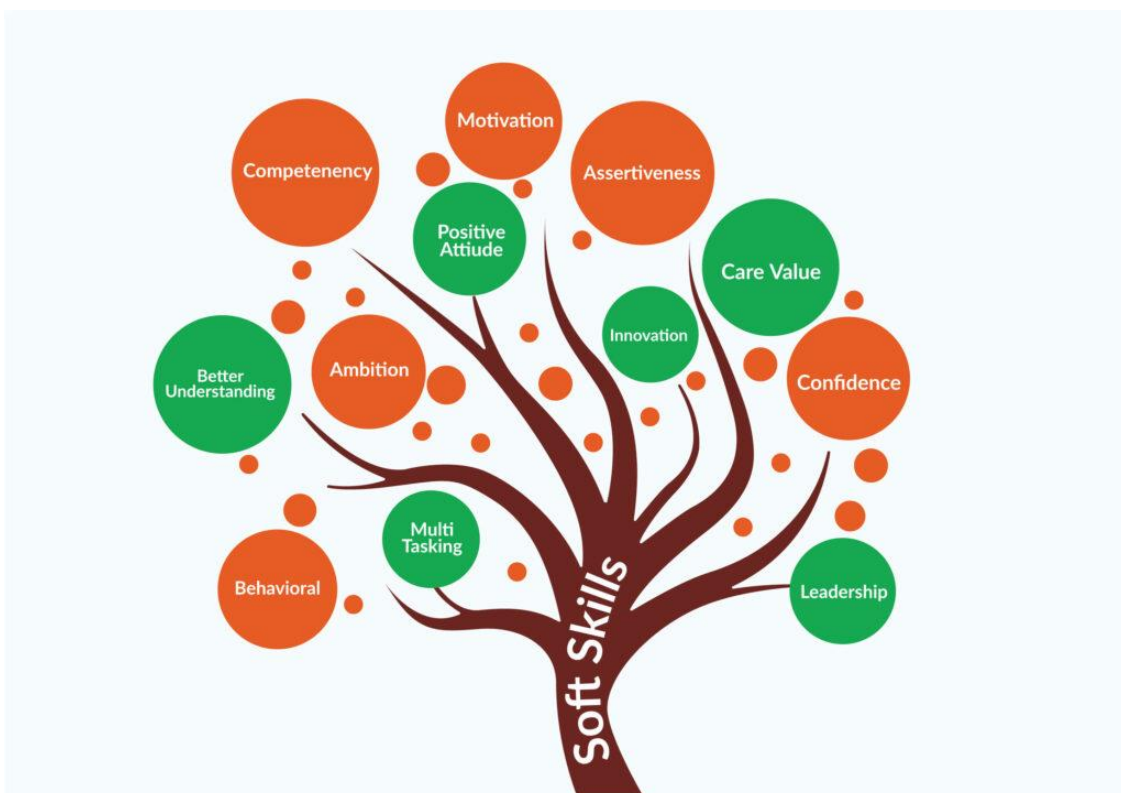 Motivation
Competenency
Assertiveness
Positive
Attiude
Care Value
Innovation
Ambition
Better
Understanding
Confidence
Multi
Tasking
Behavioral
Leadership
Soft Skills